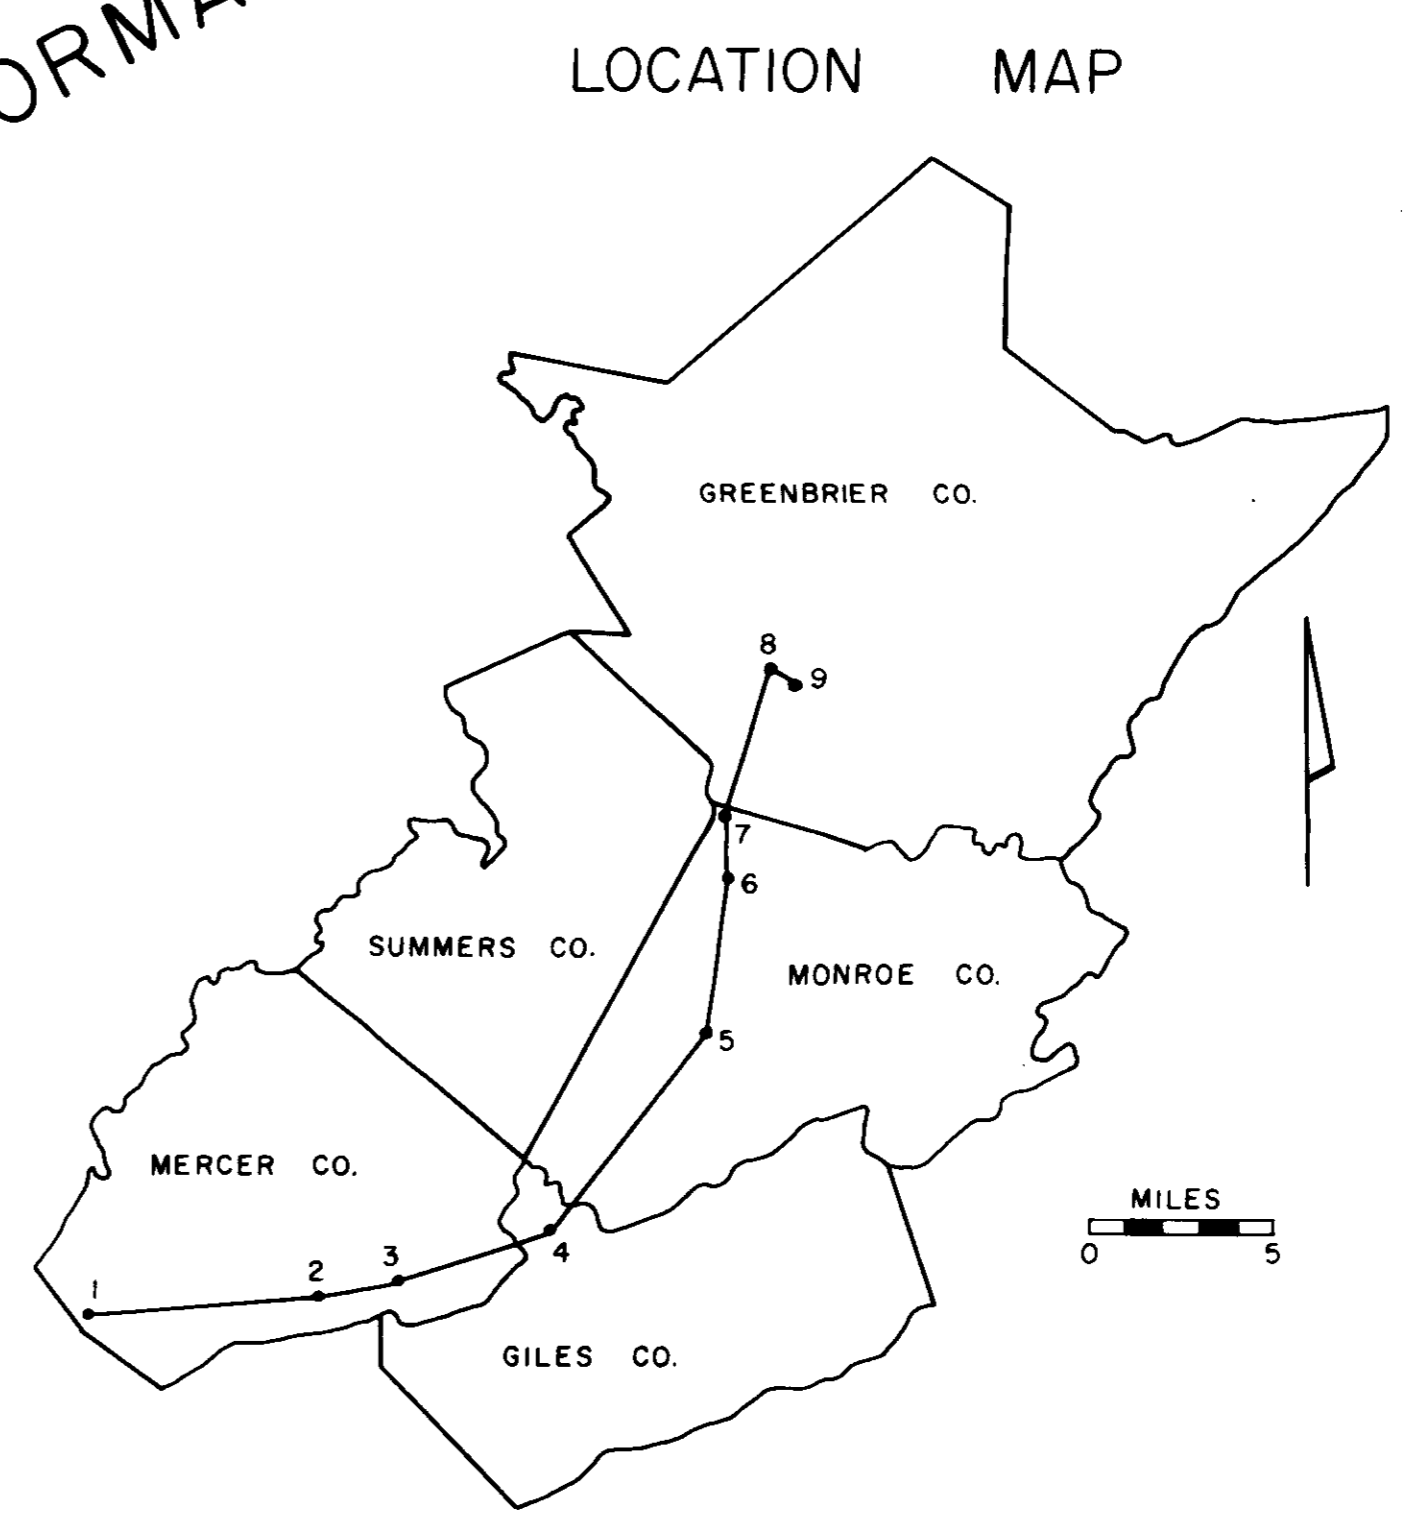 ORMA
LOCATION MAP
GREENBRIER CO.
8
9
7
6
SUMMERS CO.
MONROE CO.
5
MERCER CO.
MILES
0 5
1 2 3 4
GILES CO.